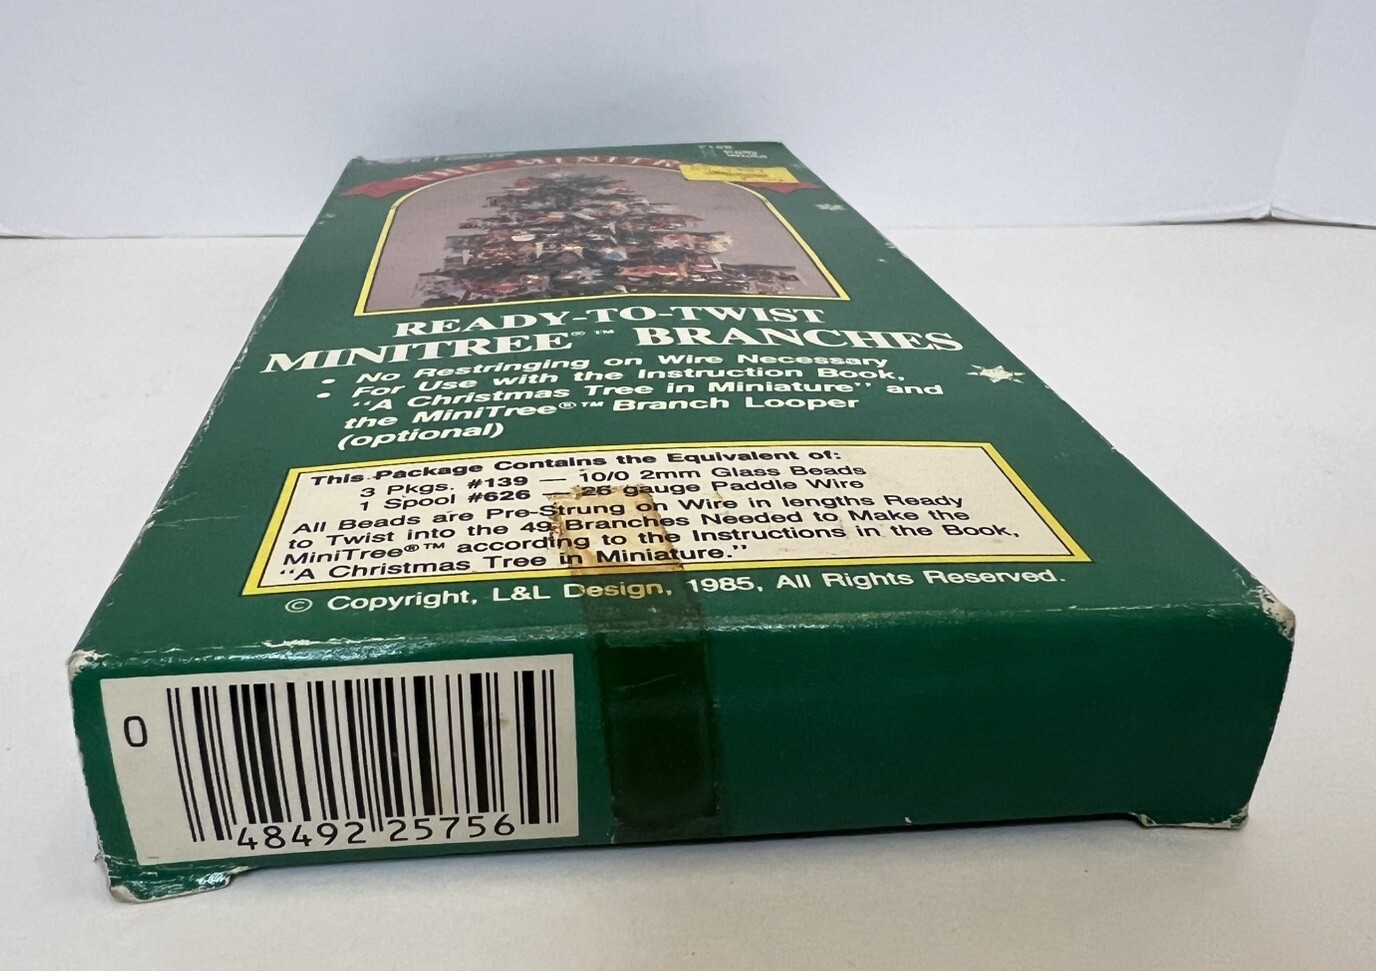 THE MINITR
READY-TO-TWIST
MINITREE®™ BRANCHES
• No Restringing on Wire Necessary
• For Use with the Instruction Book,
“A Christmas Tree in Miniature” and
the MiniTree®™ Branch Looper
(optional)
This Package Contains the Equivalent of:
3 Pkgs. #139 — 10/0 2mm Glass Beads
1 Spool #626 — 26 gauge Paddle Wire
All Beads are Pre-Strung on Wire in lengths Ready
to Twist into the 49 Branches Needed to Make the
MiniTree®™ according to the Instructions in the Book,
“A Christmas Tree in Miniature.”
© Copyright, L&L Design, 1985, All Rights Reserved.
0 48492 25756